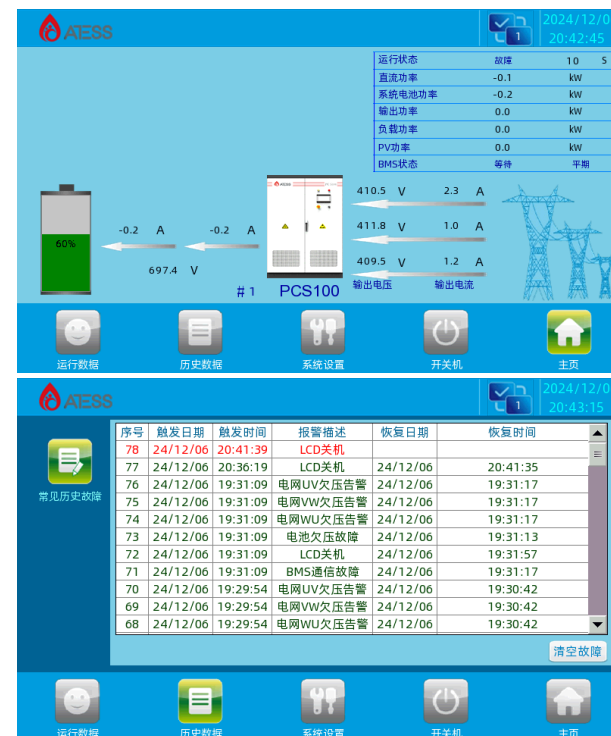 ATESS
1
2024/12/0
20:42:45
运行状态 故障 10 S
直流功率 -0.1 kW
系统电池功率 -0.2 kW
输出功率 0.0 kW
负载功率 0.0 kW
PV功率 0.0 kW
BMS状态 等待 平期
410.5 V 2.3 A
-0.2 A -0.2 A 411.8 V 1.0 A
60%
697.4 V 409.5 V 1.2 A
#1 PCS100 输出电压 输出电流
运行数据 历史数据 系统设置 开关机 主页
ATESS
1
2024/12/0
20:43:15
序号 触发日期 触发时间 报警描述 恢复日期 恢复时间
78 24/12/06 20:41:39 LCD关机
77 24/12/06 20:36:19 LCD关机 24/12/06 20:41:35
76 24/12/06 19:31:09 电网UV欠压告警 24/12/06 19:31:17
75 24/12/06 19:31:09 电网VW欠压告警 24/12/06 19:31:17
74 24/12/06 19:31:09 电网WU欠压告警 24/12/06 19:31:17
73 24/12/06 19:31:09 电池欠压故障 24/12/06 19:31:13
72 24/12/06 19:31:09 LCD关机 24/12/06 19:31:57
71 24/12/06 19:31:09 BMS通信故障 24/12/06 19:31:17
70 24/12/06 19:29:54 电网UV欠压告警 24/12/06 19:30:42
69 24/12/06 19:29:54 电网VW欠压告警 24/12/06 19:30:42
68 24/12/06 19:29:54 电网WU欠压告警 24/12/06 19:30:42
常见历史故障
清空故障
运行数据 历史数据 系统设置 开关机 主页